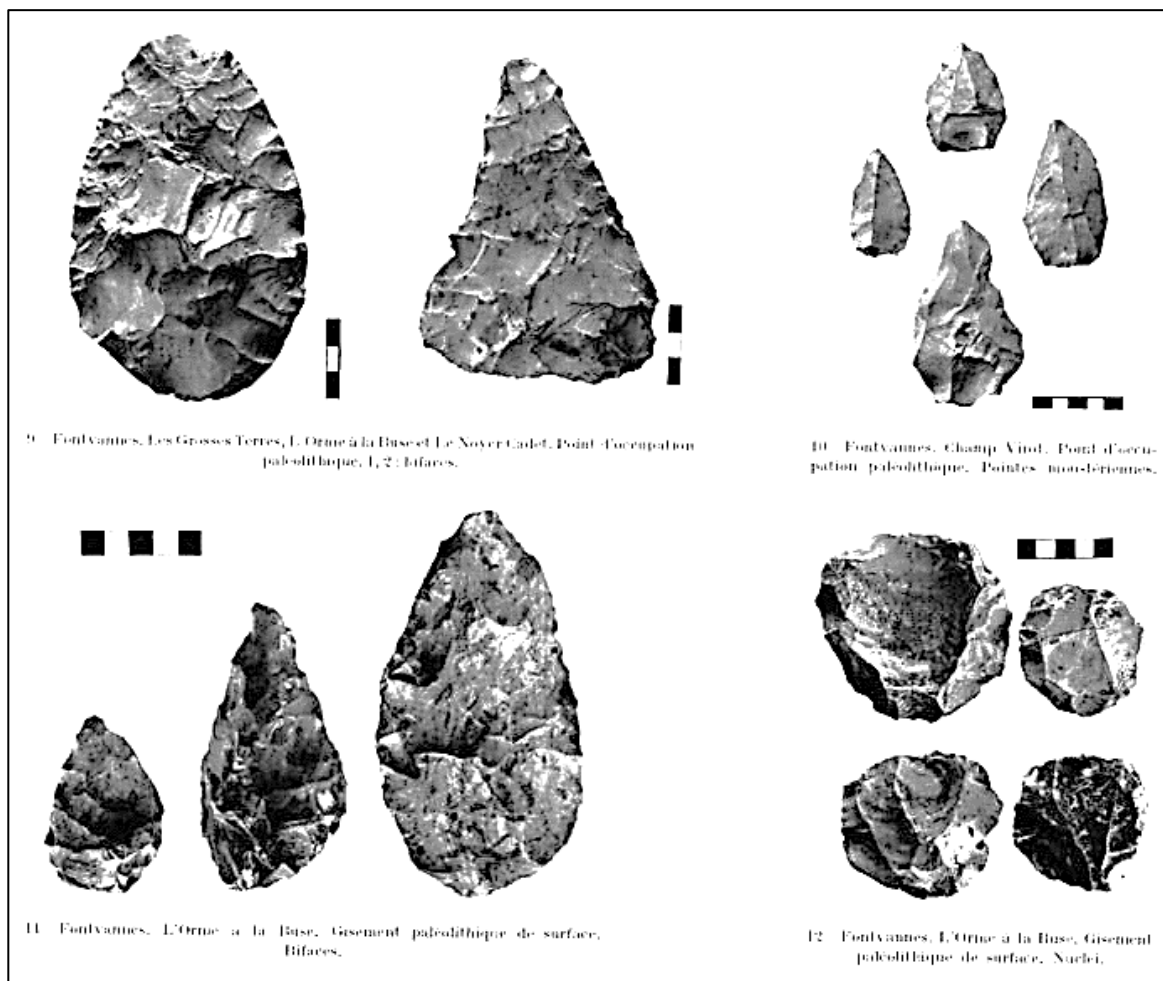 9 Fontvannes. Les Grosses Terres, L'Orme à la Buse et Le Noyer Cadet. Point d'occupation
paléolithique. 1, 2 : Bifaces.
10 Fontvannes. Champ Virot. Point d'occu-
pation paléolithique. Pointes moustériennes.
11 Fontvannes. L'Orme à la Buse. Gisement paléolithique de surface.
Bifaces.
12 Fontvannes. L'Orme à la Buse. Gisement
paléolithique de surface. Nucléi.